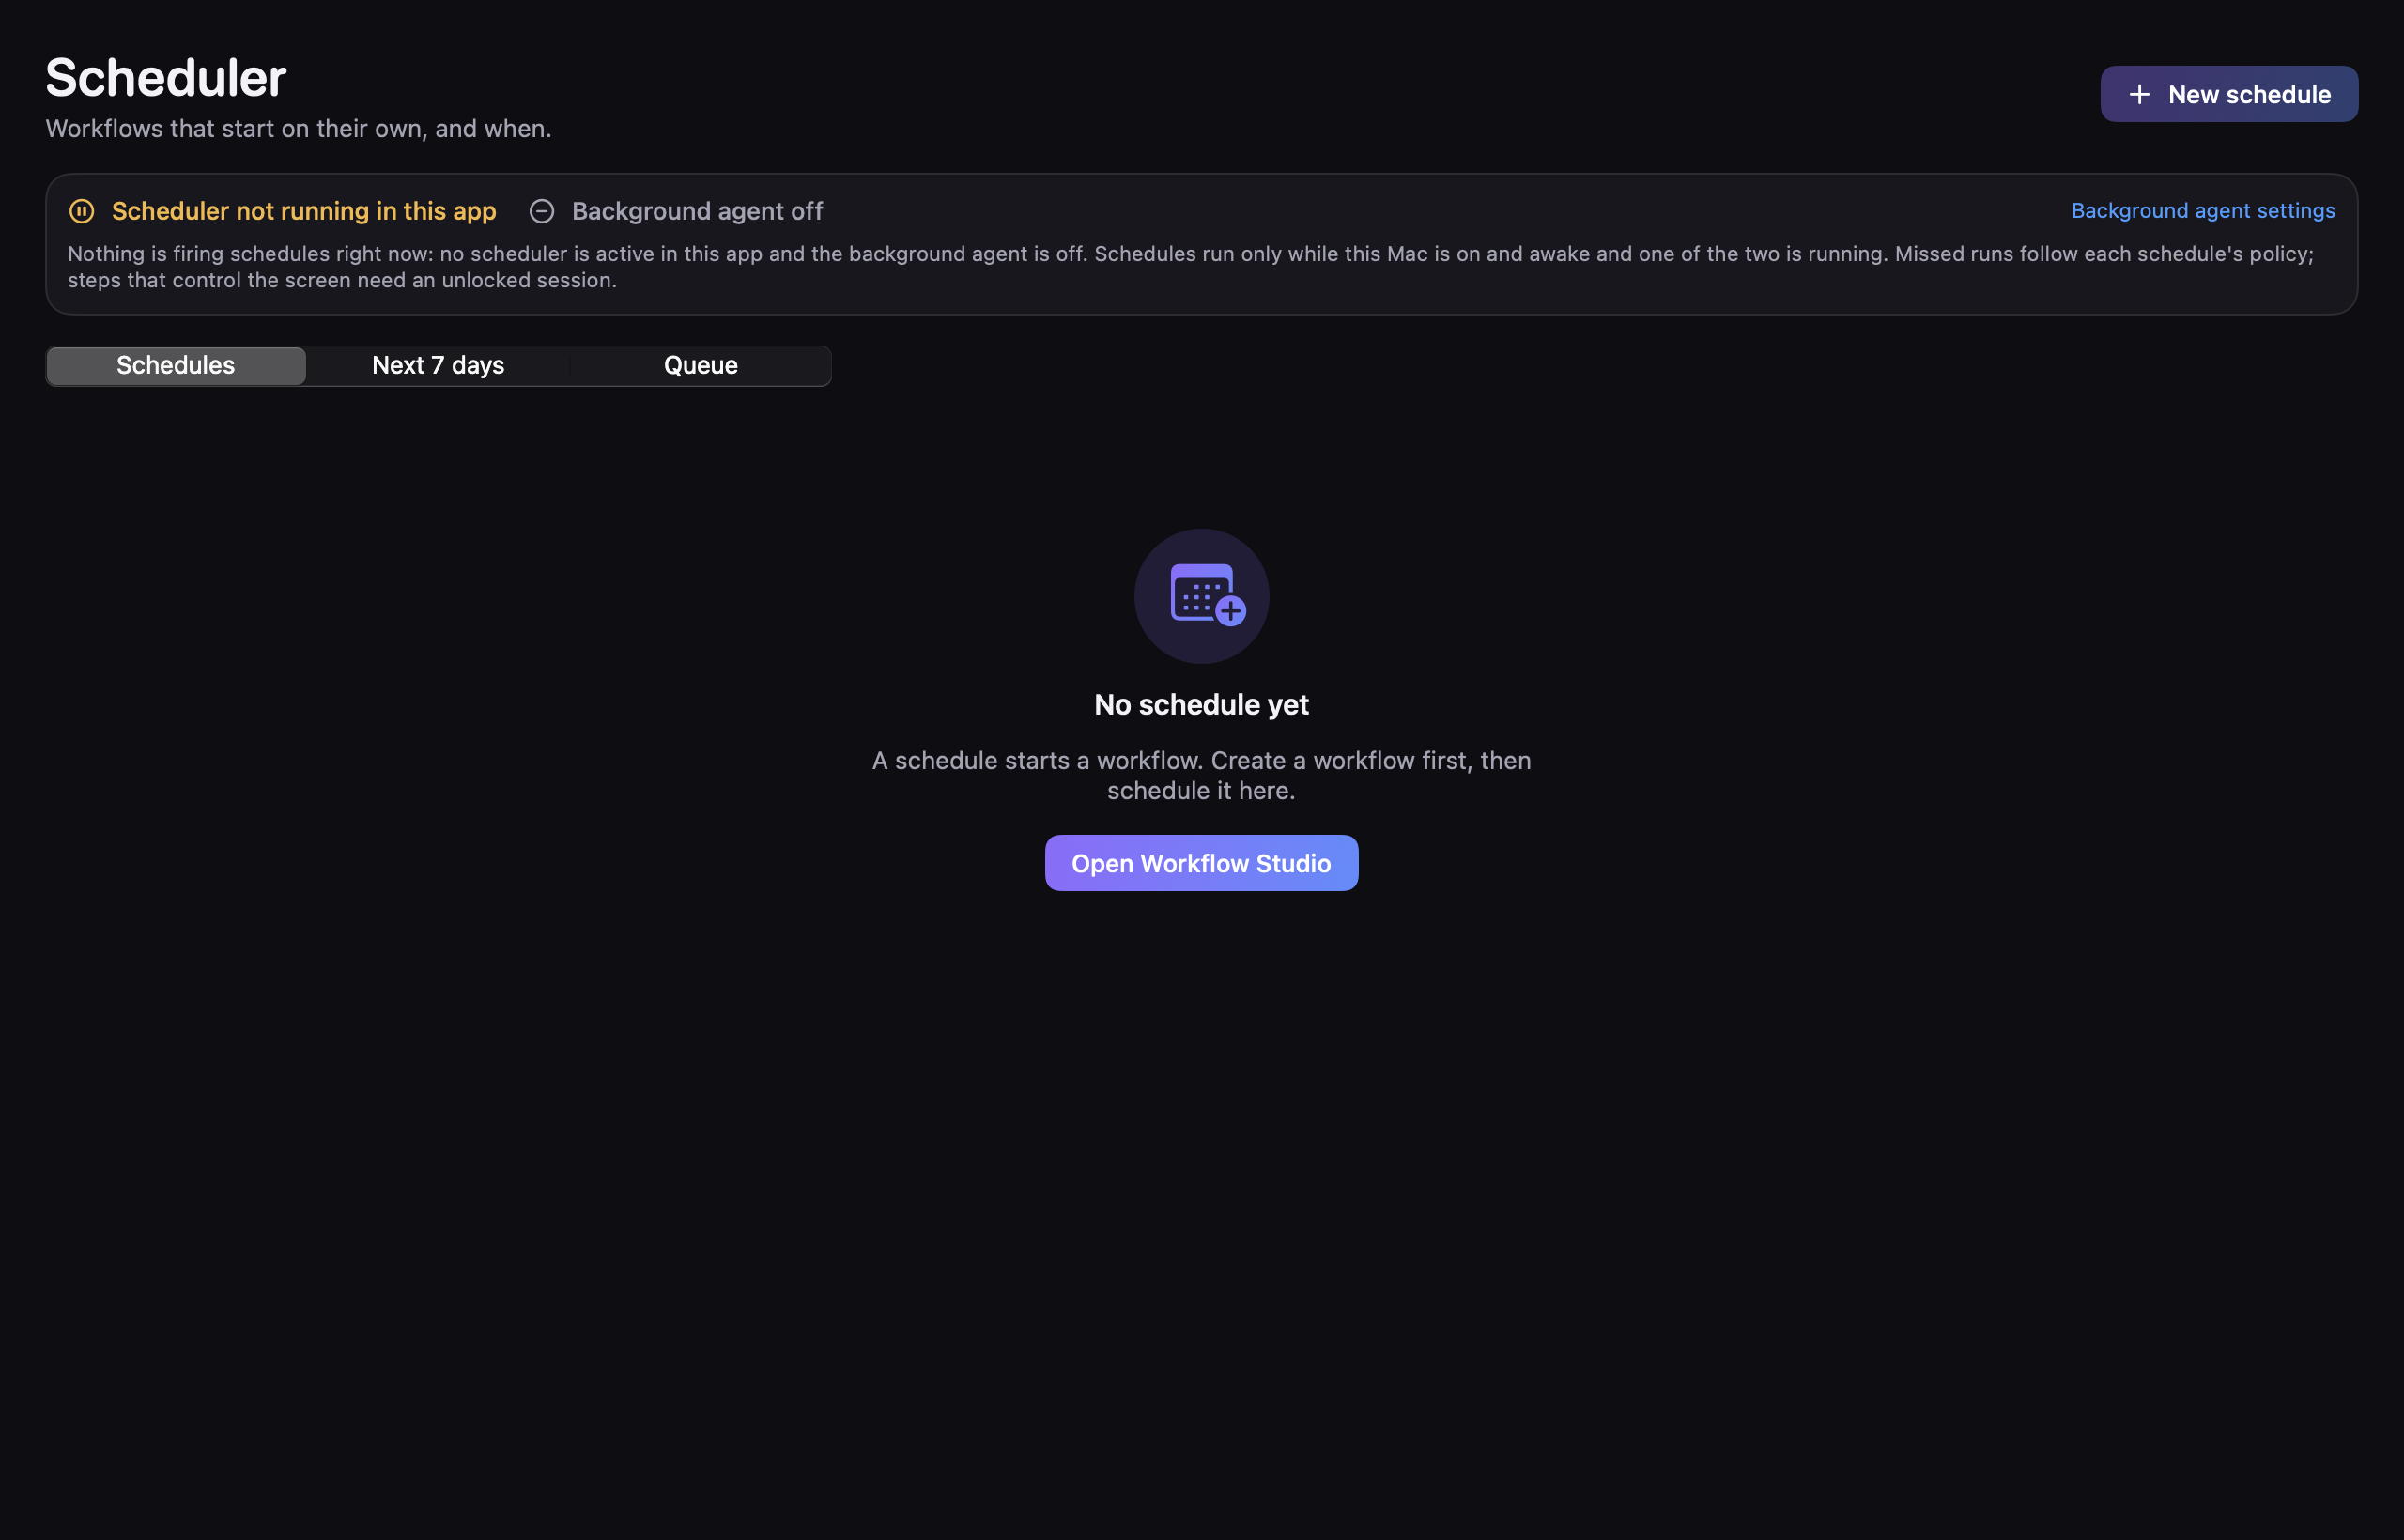 Scheduler
Workflows that start on their own, and when.
New schedule
Scheduler not running in this app
Background agent off
Background agent settings
Nothing is firing schedules right now: no scheduler is active in this app and the background agent is off. Schedules run only while this Mac is on and awake and one of the two is running. Missed runs follow each schedule's policy;
steps that control the screen need an unlocked session.
Schedules
Next 7 days
Queue
No schedule yet
A schedule starts a workflow. Create a workflow first, then
schedule it here.
Open Workflow Studio